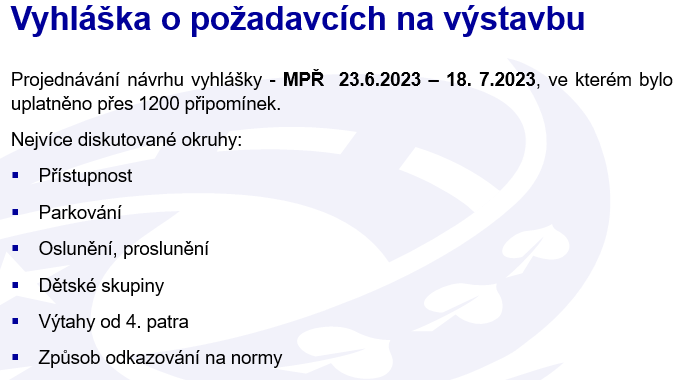 Vyhláška o požadavcích na výstavbu
Projednávání návrhu vyhlášky - MPŘ 23.6.2023 – 18. 7.2023, ve kterém bylo
uplatněno přes 1200 připomínek.
Nejvíce diskutované okruhy:
▪ Přístupnost
▪ Parkování
▪ Oslunění, proslunění
▪ Dětské skupiny
▪ Výtahy od 4. patra
▪ Způsob odkazování na normy